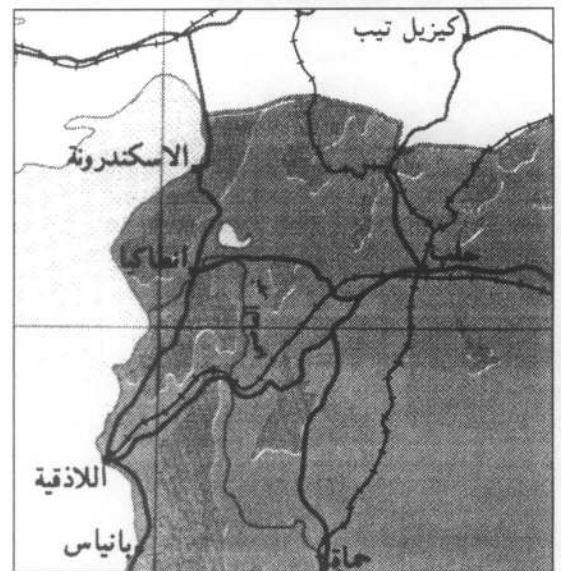 كيزيل تيب
الاسكندرونة
انطاكيا
حلب
اللاذقية
بانياس
حماة